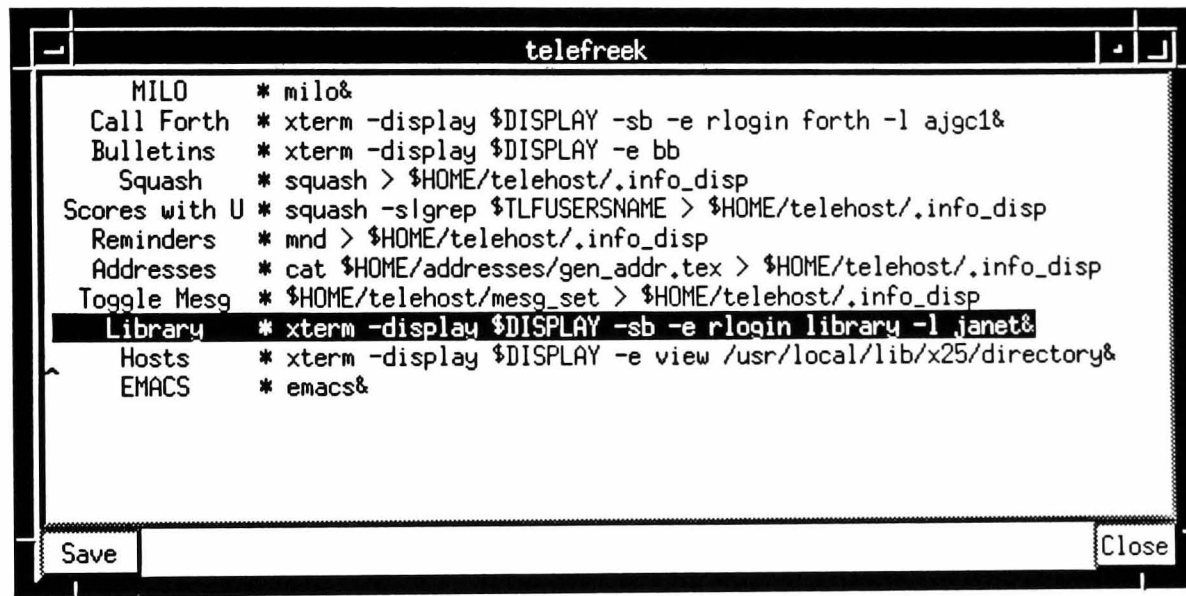 telefreek
MILO * milo&
Call Forth * xterm -display $DISPLAY -sb -e rlogin forth -l ajgc1&
Bulletins * xterm -display $DISPLAY -e bb
Squash * squash > $HOME/telehost/.info_disp
Scores with U * squash -s|grep $TLFUSERSNAME > $HOME/telehost/.info_disp
Reminders * mnd > $HOME/telehost/.info_disp
Addresses * cat $HOME/addresses/gen_addr.tex > $HOME/telehost/.info_disp
Toggle Mesg * $HOME/telehost/mesg_set > $HOME/telehost/.info_disp
Library * xterm -display $DISPLAY -sb -e rlogin library -l janet&
Hosts * xterm -display $DISPLAY -e view /usr/local/lib/x25/directory&
EMACS * emacs&
Save
Close